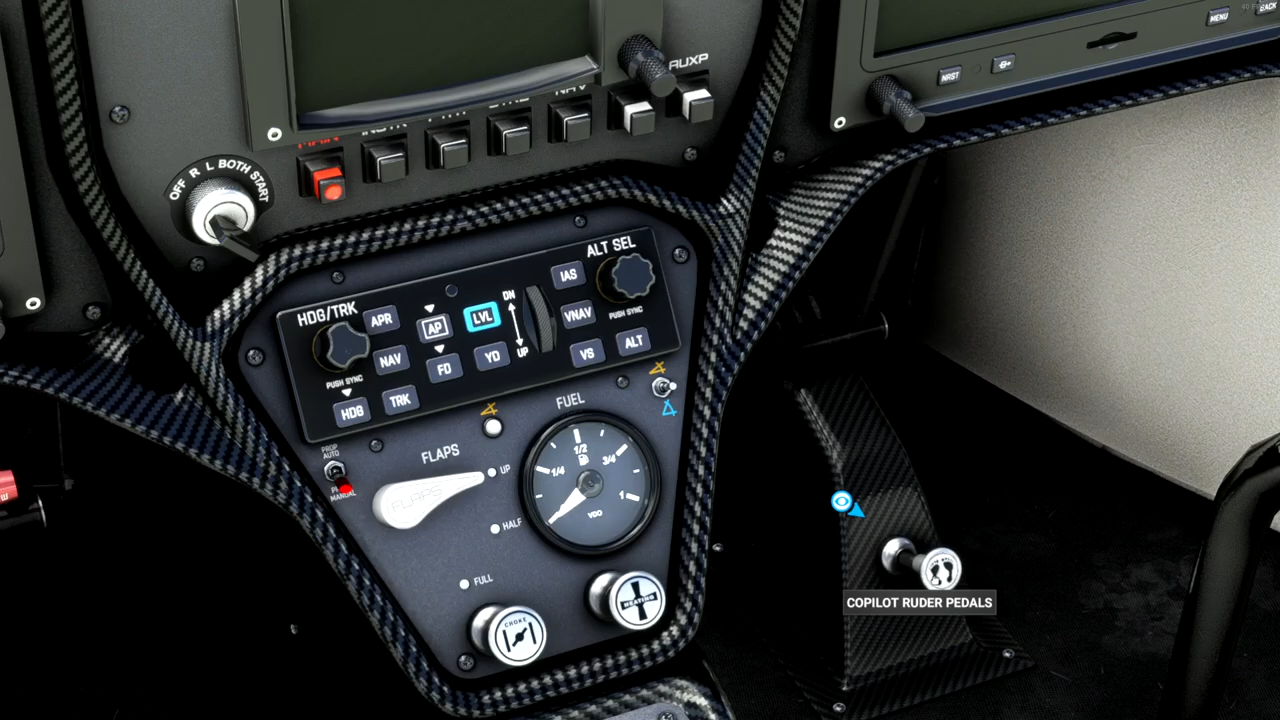 MENU
BACK
NRST
AUXP
NAV
MAIN
OFF R L BOTH START
ALT SEL
HDG/TRK
APR
AP
LVL
DN
IAS
VNAV
PUSH SYNC
NAV
FD
YD
UP
VS
ALT
PUSH SYNC
HDG
TRK
FUEL
FLAPS
PROP
AUTO
MANUAL
FLAPS
UP
HALF
FULL
1/4
1/2
3/4
1
VDO
CHOKE
HEATING
COPILOT RUDER PEDALS